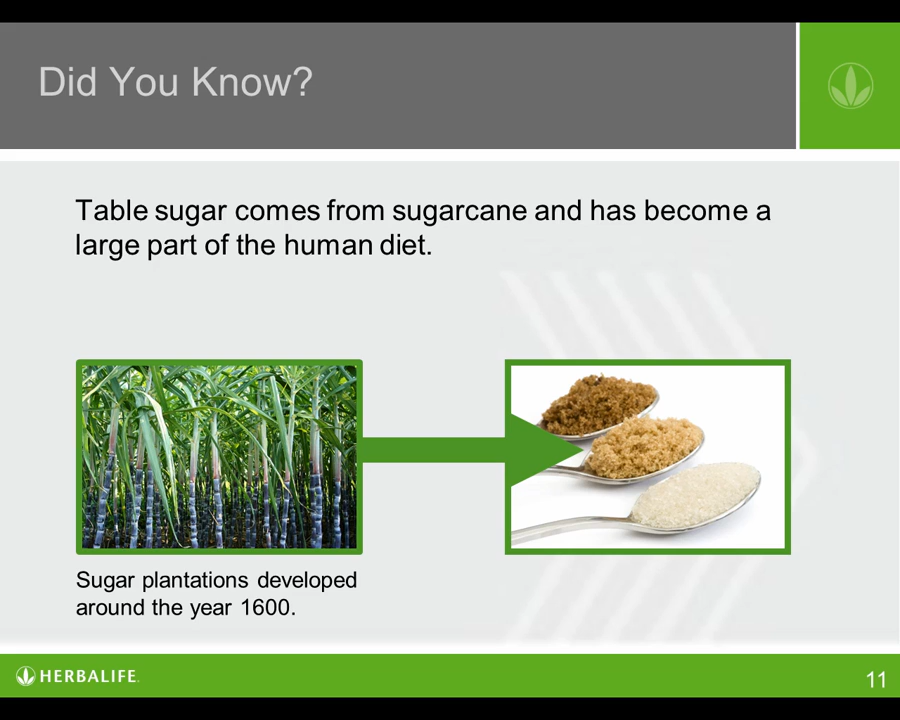 Did You Know?
Table sugar comes from sugarcane and has become a
large part of the human diet.
Sugar plantations developed
around the year 1600.
HERBALIFE.
11